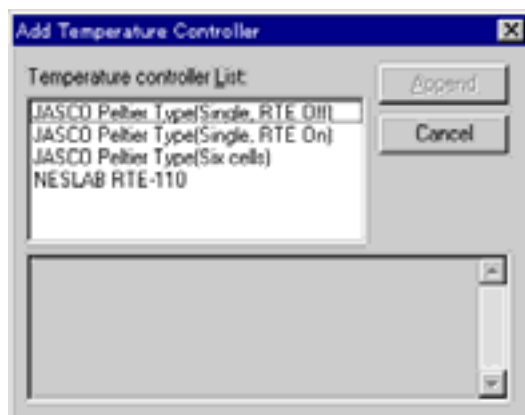 Add Temperature Controller
Temperature controller List:
Append
JASCO Peltier Type(Single, RTE Off)
JASCO Peltier Type(Single, RTE On)
Cancel
JASCO Peltier Type(Six cells)
NESLAB RTE-110